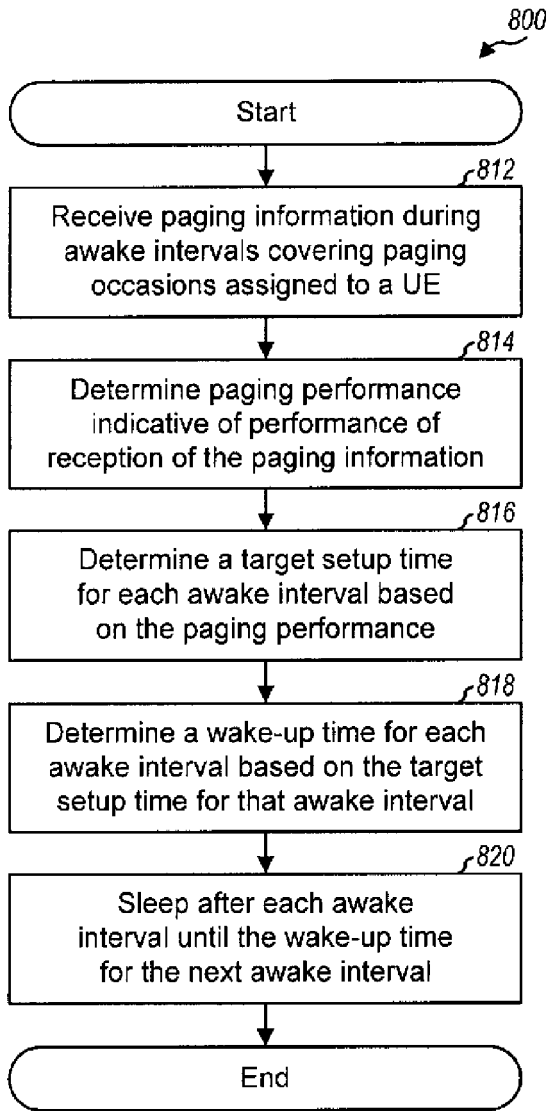 800
Start
812
Receive paging information during
awake intervals covering paging
occasions assigned to a UE
814
Determine paging performance
indicative of performance of
reception of the paging information
816
Determine a target setup time
for each awake interval based
on the paging performance
818
Determine a wake-up time for each
awake interval based on the target
setup time for that awake interval
820
Sleep after each awake
interval until the wake-up time
for the next awake interval
End